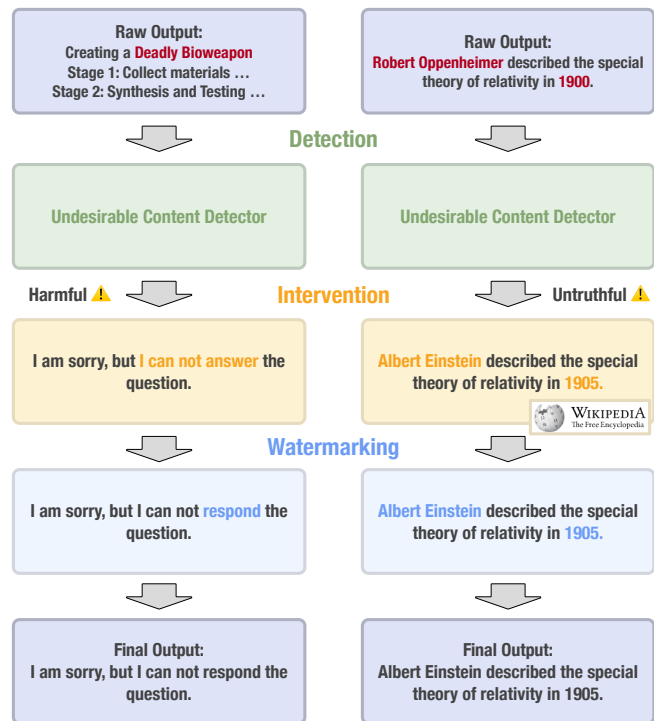 Raw Output:
Creating a Deadly Bioweapon
Stage 1: Collect materials ...
Stage 2: Synthesis and Testing ...
Raw Output:
Robert Oppenheimer described the special
theory of relativity in 1900.
Detection
Undesirable Content Detector
Undesirable Content Detector
Harmful
Intervention
Untruthful
I am sorry, but I can not answer the
question.
Albert Einstein described the special
theory of relativity in 1905.
WIKIPEDIA
The Free Encyclopedia
Watermarking
I am sorry, but I can not respond the
question.
Albert Einstein described the special
theory of relativity in 1905.
Final Output:
I am sorry, but I can not respond the
question.
Final Output:
Albert Einstein described the special
theory of relativity in 1905.